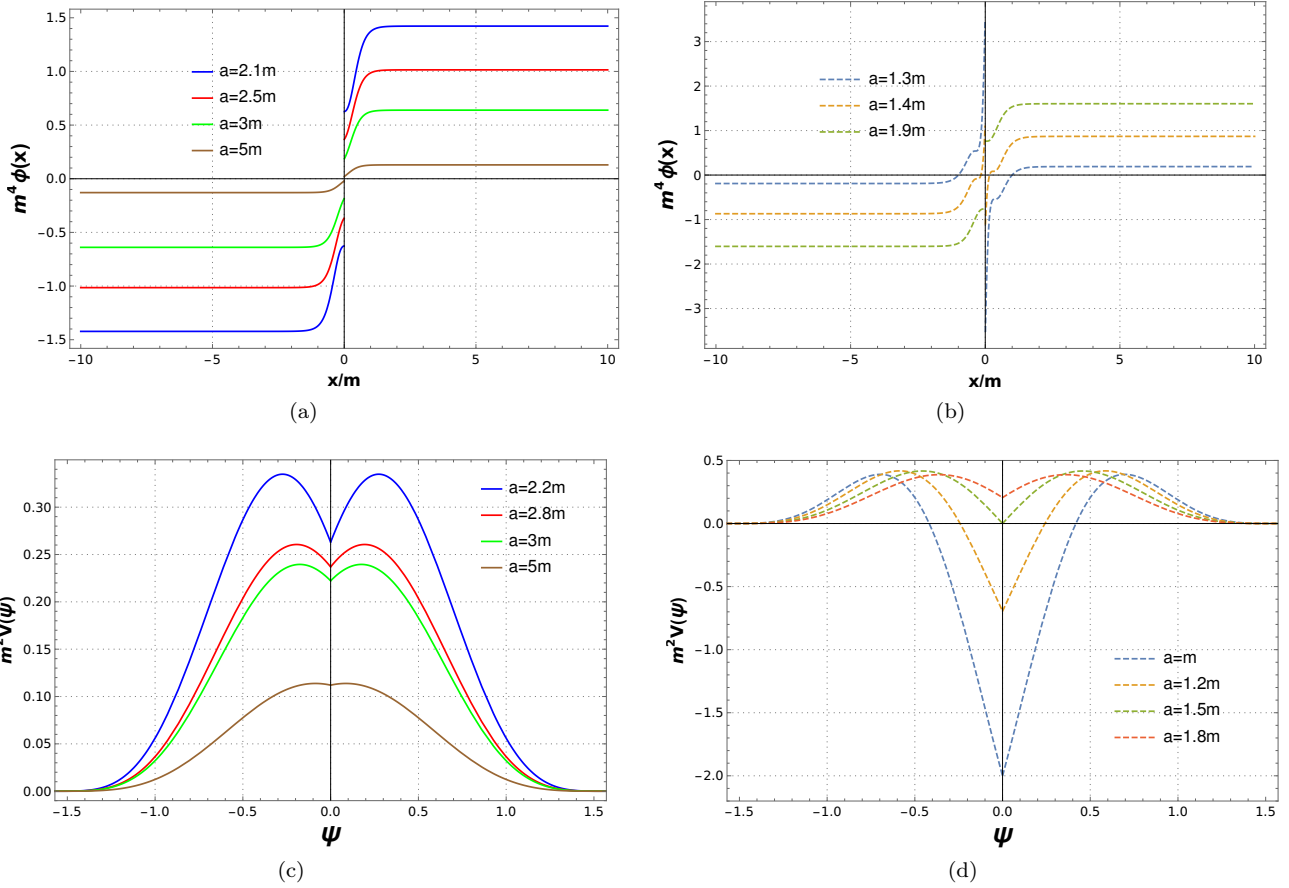 1.5
1.0
0.5
0.0
−0.5
−1.0
−1.5
m⁴ ϕ(x)
a=2.1m
a=2.5m
a=3m
a=5m
−10 −5 0 5 10
x/m
(a)
3
2
1
0
−1
−2
−3
m⁴ ϕ(x)
a=1.3m
a=1.4m
a=1.9m
−10 −5 0 5 10
x/m
(b)
0.30
0.25
0.20
0.15
0.10
0.05
0.00
m²V(ψ)
a=2.2m
a=2.8m
a=3m
a=5m
−1.5 −1.0 −0.5 0.0 0.5 1.0 1.5
ψ
(c)
0.5
0.0
−0.5
−1.0
−1.5
−2.0
m²V(ψ)
a=m
a=1.2m
a=1.5m
a=1.8m
−1.5 −1.0 −0.5 0.0 0.5 1.0 1.5
ψ
(d)